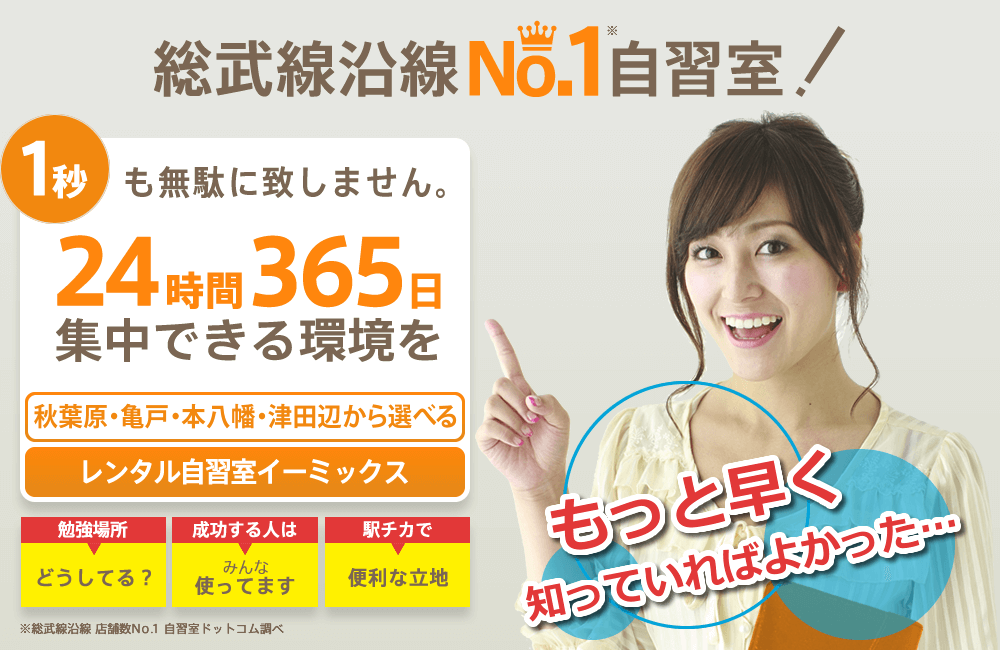 総武線沿線No.1※自習室！
1秒も無駄に致しません。
24時間365日
集中できる環境を
秋葉原・亀戸・本八幡・津田辺から選べる
レンタル自習室イーミックス
勉強場所
どうしてる？
成功する人は
みんな
使ってます
駅チカで
便利な立地
もっと早く
知っていればよかった…
※総武線沿線 店舗数No.1 自習室ドットコム調べ